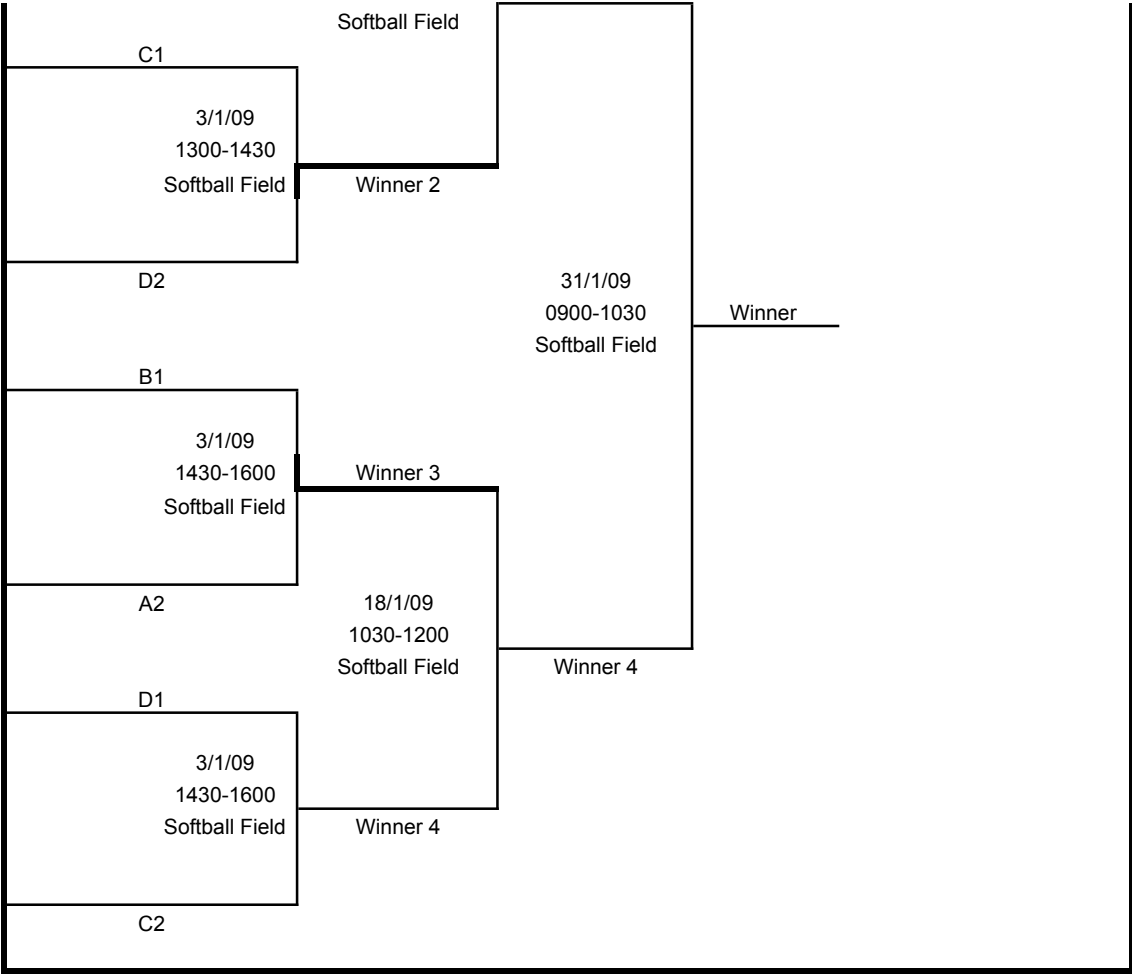 Softball Field
C1
3/1/09
1300-1430
Softball Field
Winner 2
D2
31/1/09
0900-1030
Winner
Softball Field
B1
3/1/09
1430-1600
Winner 3
Softball Field
A2
18/1/09
1030-1200
Softball Field
Winner 4
D1
3/1/09
1430-1600
Softball Field
Winner 4
C2